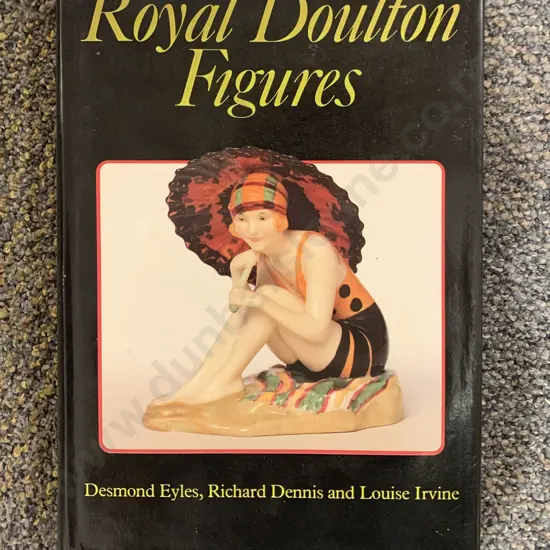 Royal Doulton
Figures
Desmond Eyles, Richard Dennis and Louise Irvine